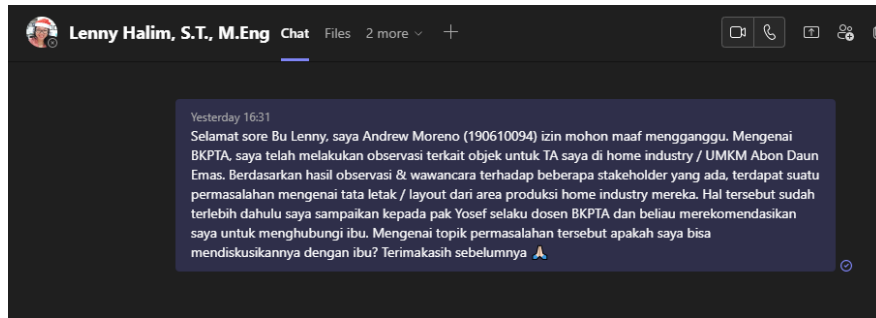 Lenny Halim, S.T., M.Eng Chat Files 2 more
Yesterday 16:31
Selamat sore Bu Lenny, saya Andrew Moreno (190610094) izin mohon maaf mengganggu. Mengenai
BKPTA, saya telah melakukan observasi terkait objek untuk TA saya di home industry / UMKM Abon Daun
Emas. Berdasarkan hasil observasi & wawancara terhadap beberapa stakeholder yang ada, terdapat suatu
permasalahan mengenai tata letak / layout dari area produksi home industry mereka. Hal tersebut sudah
terlebih dahulu saya sampaikan kepada pak Yosef selaku dosen BKPTA dan beliau merekomendasikan
saya untuk menghubungi ibu. Mengenai topik permasalahan tersebut apakah saya bisa
mendiskusikannya dengan ibu? Terimakasih sebelumnya 🙏🏻